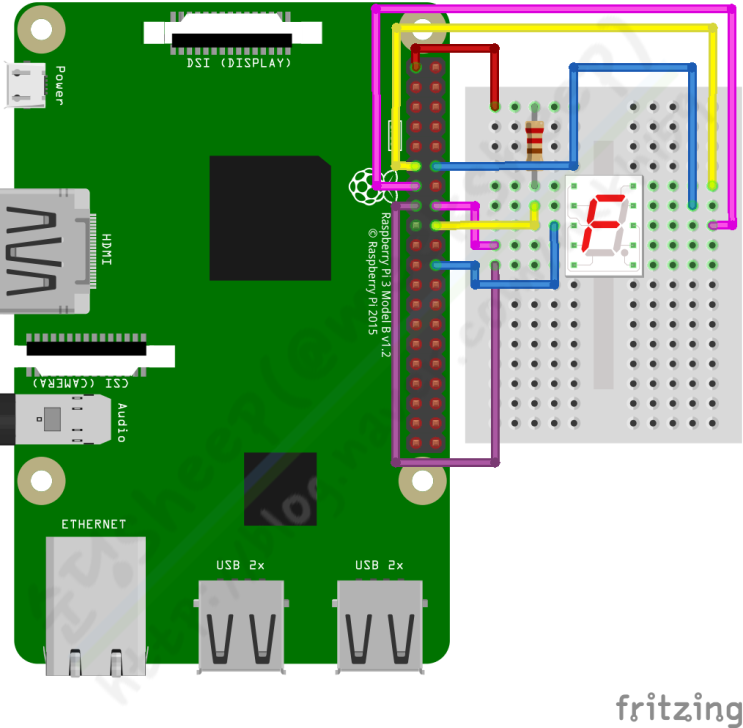 DSI (DISPLAY)
Power
HDMI
Raspberry Pi 3 Model B v1.2
© Raspberry Pi 2015
CSI (CAMERA)
Audio
ETHERNET
USB 2x
USB 2x
fritzing